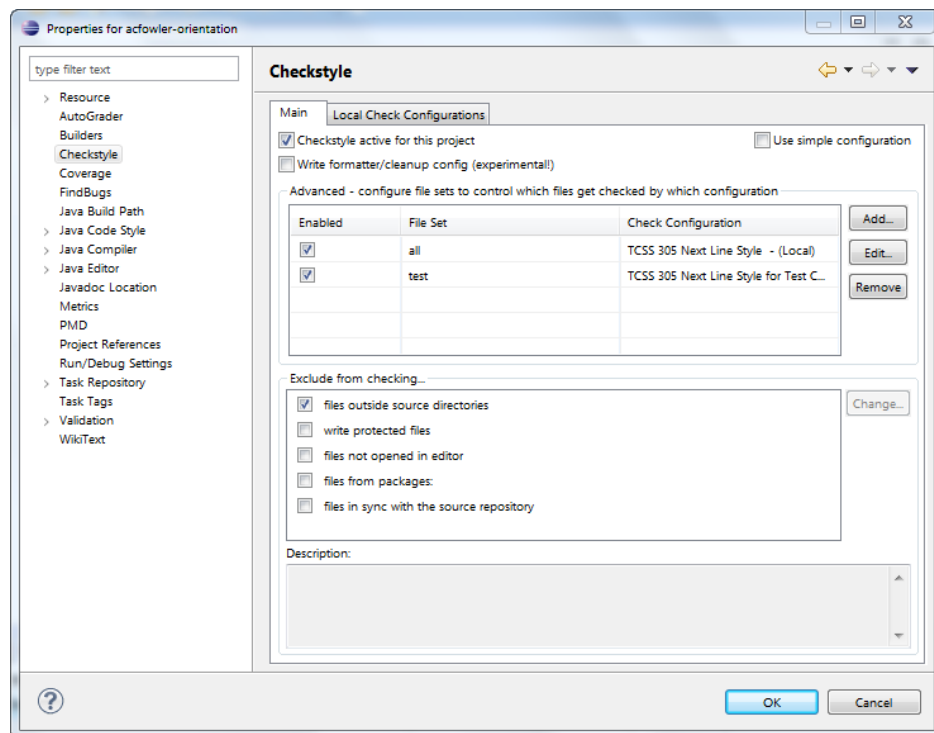 Properties for acfowler-orientation
type filter text
Checkstyle
Resource
AutoGrader
Builders
Checkstyle
Coverage
FindBugs
Java Build Path
Java Code Style
Java Compiler
Java Editor
Javadoc Location
Metrics
PMD
Project References
Run/Debug Settings
Task Repository
Task Tags
Validation
WikiText
Main
Local Check Configurations
Checkstyle active for this project
Use simple configuration
Write formatter/cleanup config (experimental!)
Advanced - configure file sets to control which files get checked by which configuration
Enabled File Set Check Configuration
all TCSS 305 Next Line Style - (Local)
test TCSS 305 Next Line Style for Test C...
Add...
Edit...
Remove
Exclude from checking...
files outside source directories
write protected files
files not opened in editor
files from packages:
files in sync with the source repository
Change...
Description:
?
OK
Cancel